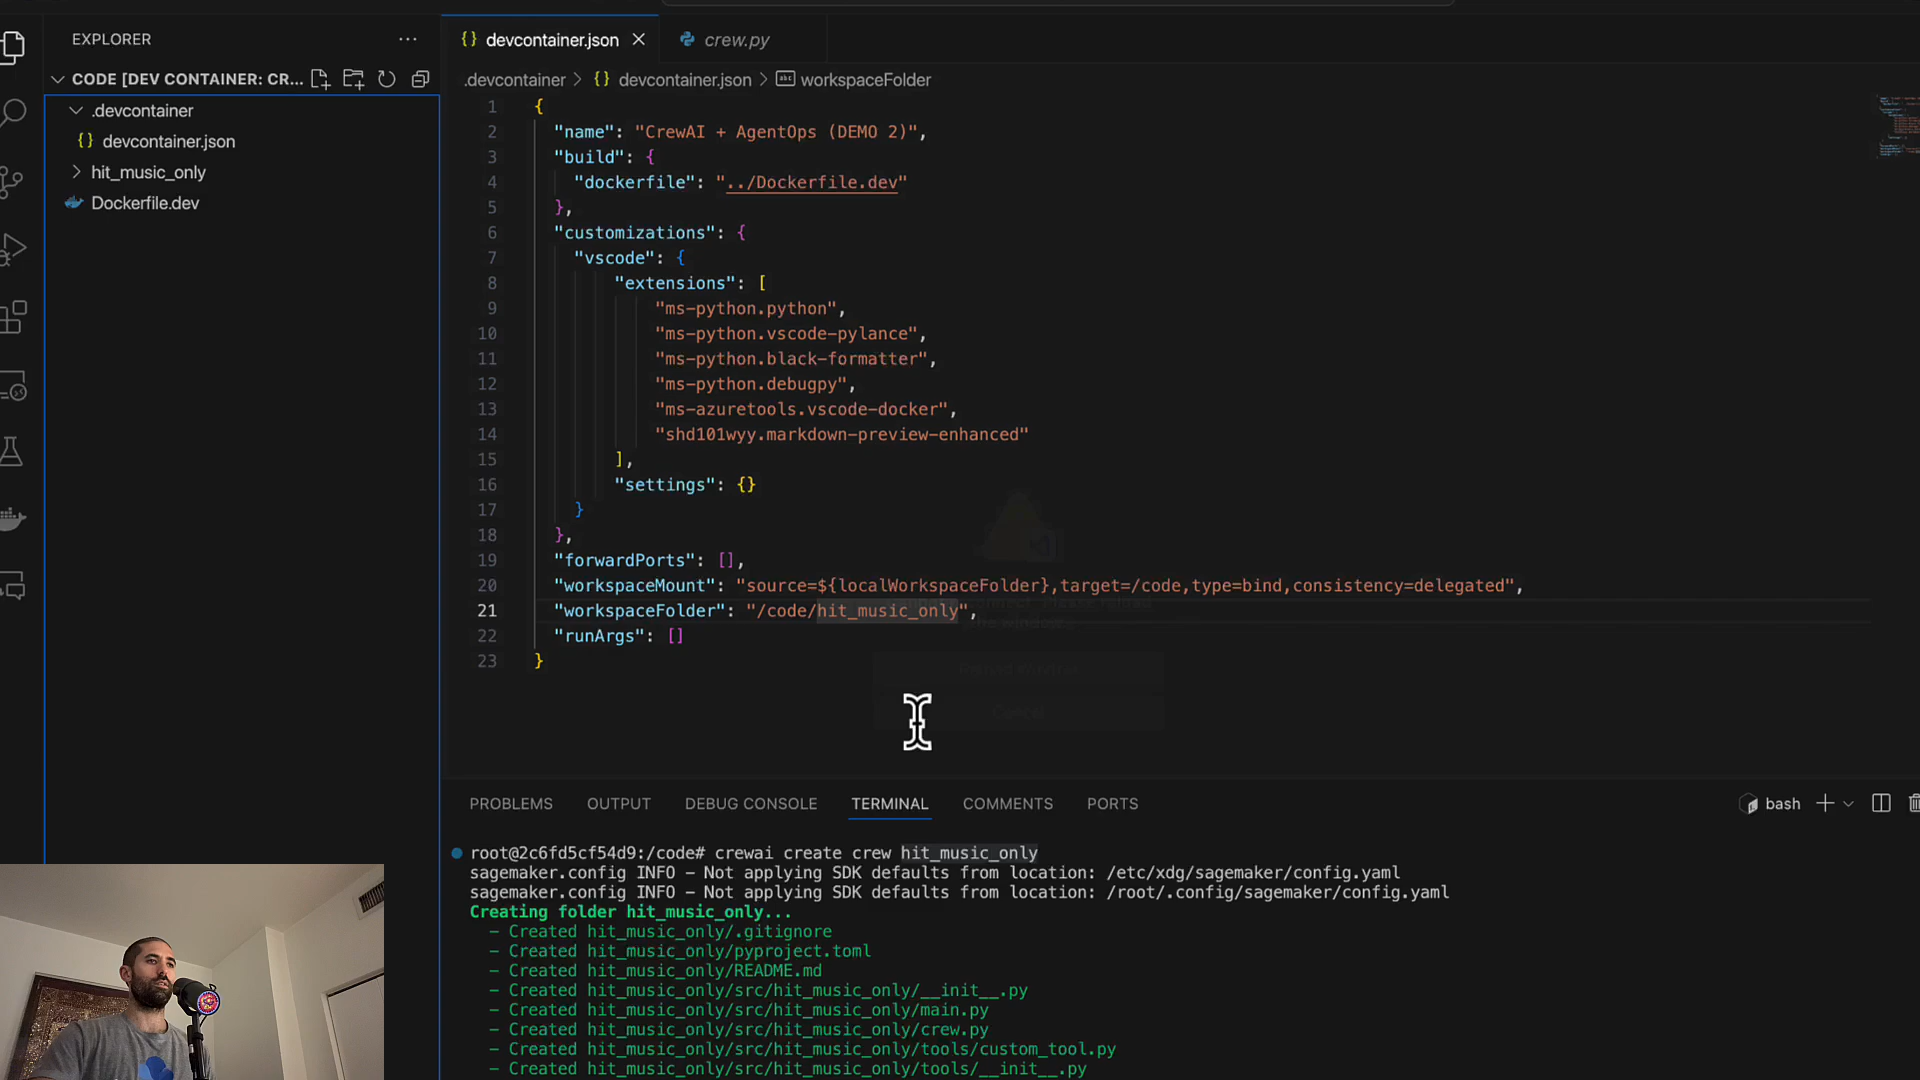 EXPLORER
CODE [DEV CONTAINER: CR...
.devcontainer
{} devcontainer.json
hit_music_only
Dockerfile.dev
{} devcontainer.json
crew.py
.devcontainer > {} devcontainer.json > abc workspaceFolder
1 {
2 "name": "CrewAI + AgentOps (DEMO 2)",
3 "build": {
4 "dockerfile": "../Dockerfile.dev"
5 },
6 "customizations": {
7 "vscode": {
8 "extensions": [
9 "ms-python.python",
10 "ms-python.vscode-pylance",
11 "ms-python.black-formatter",
12 "ms-python.debugpy",
13 "ms-azuretools.vscode-docker",
14 "shd101wyy.markdown-preview-enhanced"
15 ],
16 "settings": {}
17 }
18 },
19 "forwardPorts": [],
20 "workspaceMount": "source=${localWorkspaceFolder},target=/code,type=bind,consistency=delegated",
21 "workspaceFolder": "/code/hit_music_only",
22 "runArgs": []
23 }
PROBLEMS OUTPUT DEBUG CONSOLE TERMINAL COMMENTS PORTS
bash
root@2c6fd5cf54d9:/code# crewai create crew hit_music_only
sagemaker.config INFO - Not applying SDK defaults from location: /etc/xdg/sagemaker/config.yaml
sagemaker.config INFO - Not applying SDK defaults from location: /root/.config/sagemaker/config.yaml
Creating folder hit_music_only...
- Created hit_music_only/.gitignore
- Created hit_music_only/pyproject.toml
- Created hit_music_only/README.md
- Created hit_music_only/src/hit_music_only/__init__.py
- Created hit_music_only/src/hit_music_only/main.py
- Created hit_music_only/src/hit_music_only/crew.py
- Created hit_music_only/src/hit_music_only/tools/custom_tool.py
- Created hit_music_only/src/hit_music_only/tools/__init__.py